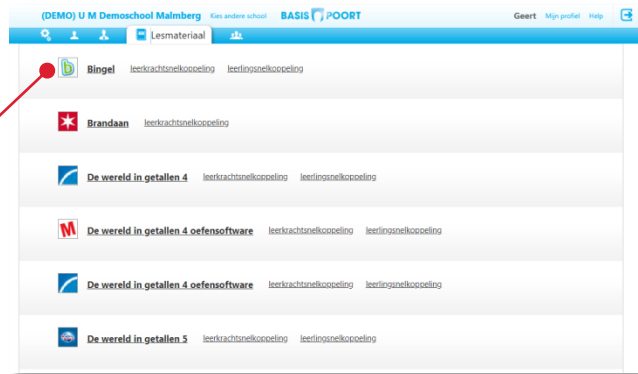 (DEMO) U M Demoschool Malmberg Kies andere school BASIS POORT Geert Mijn profiel Help
Lesmateriaal
Bingel leerkrachtsnelkoppeling leerlingsnelkoppeling
Brandaan leerkrachtsnelkoppeling
De wereld in getallen 4 leerkrachtsnelkoppeling leerlingsnelkoppeling
De wereld in getallen 4 oefensoftware leerkrachtsnelkoppeling leerlingsnelkoppeling
De wereld in getallen 4 oefensoftware leerkrachtsnelkoppeling leerlingsnelkoppeling
De wereld in getallen 5 leerkrachtsnelkoppeling leerlingsnelkoppeling